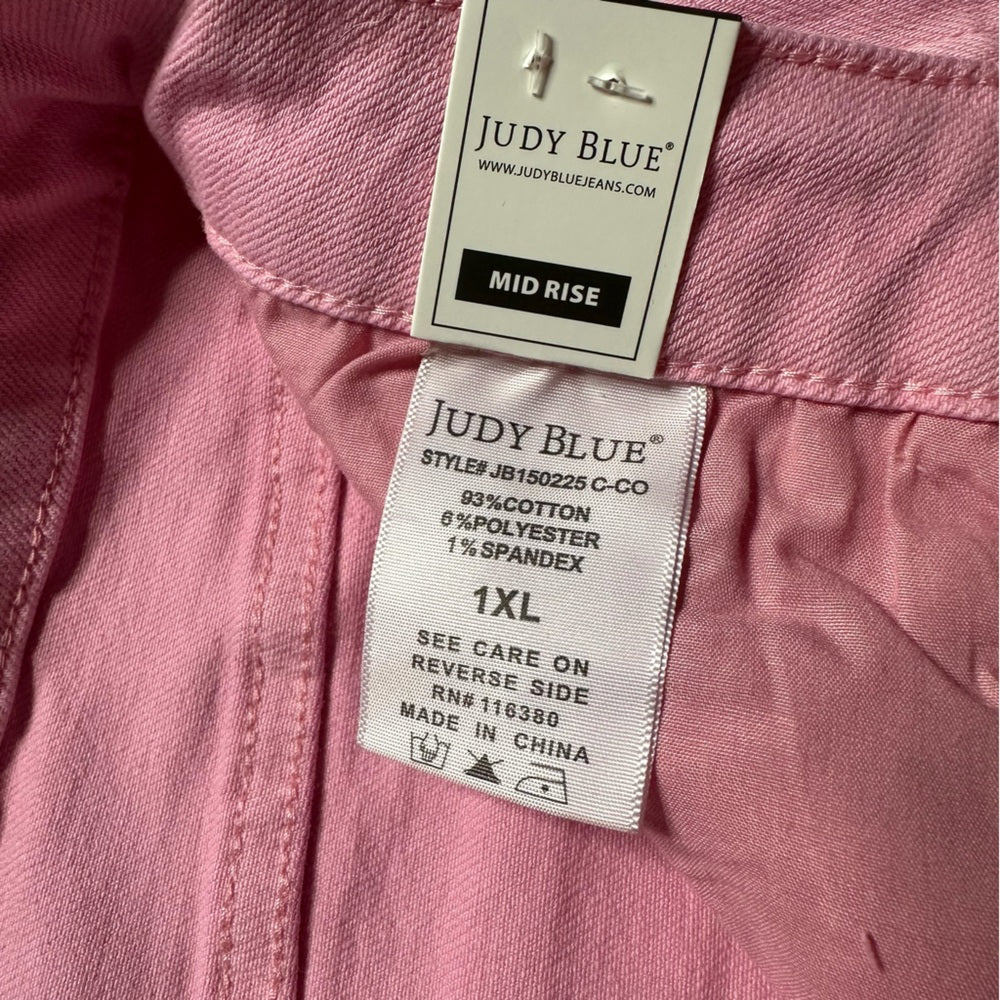 JUDY BLUE®
WWW.JUDYBLUEJEANS.COM
MID RISE
JUDY BLUE®
STYLE# JB150225 C-CO
93%COTTON
6%POLYESTER
1%SPANDEX
1XL
SEE CARE ON
REVERSE SIDE
RN# 116380
MADE IN CHINA